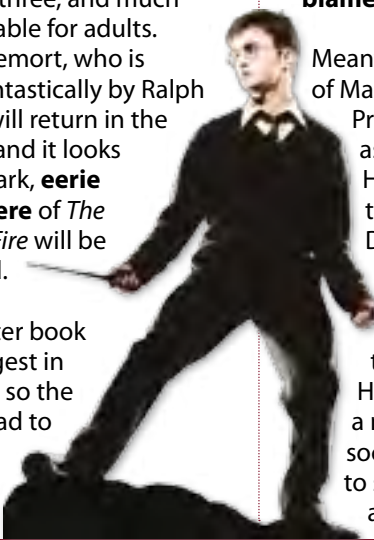 three, and much
able for adults.
emort, who is
ntastically by Ralph
will return in the
and it looks
ark, eerie
ere of The
Fire will be
l.
ter book
gest in
so the
ad to
blame
Mean
of Ma
Pr
as
H
t
D
t
H
a r
soo
to s
a